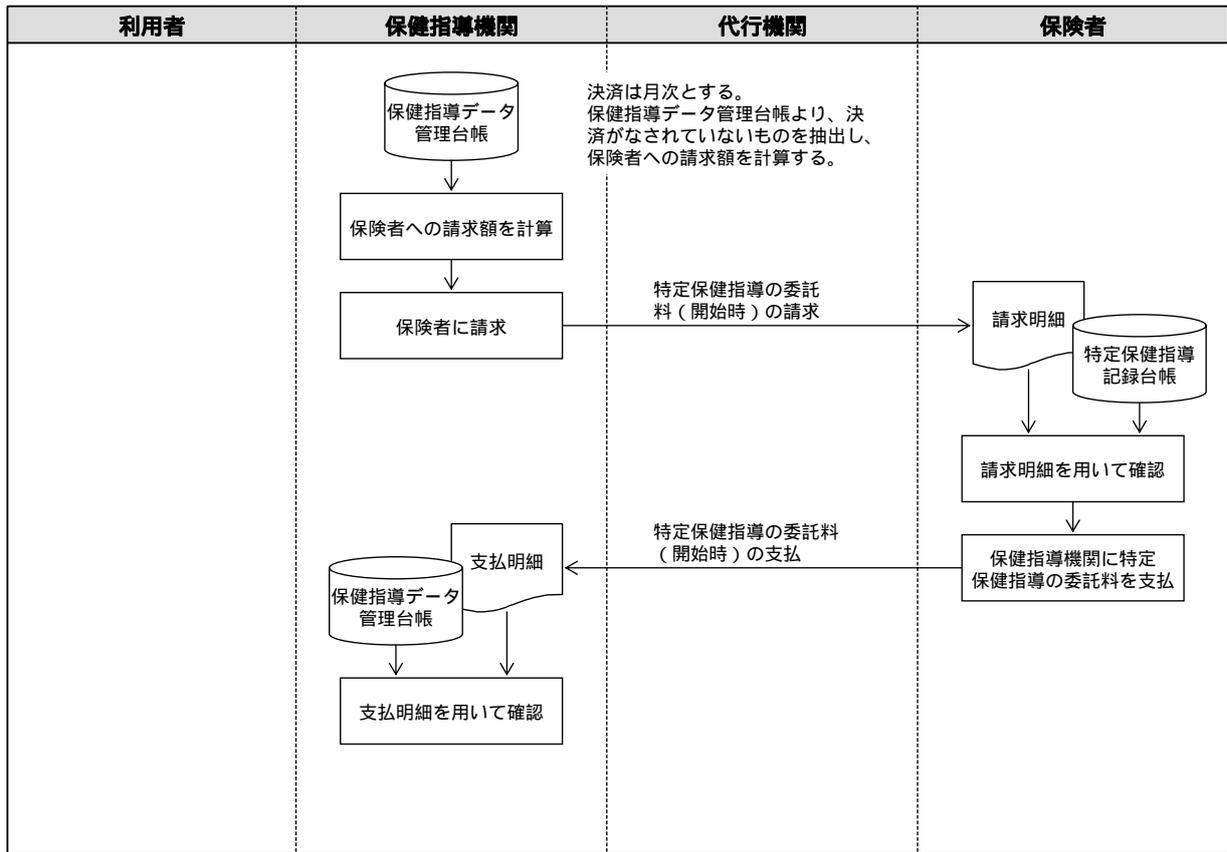 利用者
保健指導機関
代行機関
保険者
保健指導データ
管理台帳
決済は月次とする。
保健指導データ管理台帳より、決
済がなされていないものを抽出し、
保険者への請求額を計算する。
保険者への請求額を計算
保険者に請求
特定保健指導の委託
料（開始時）の請求
請求明細
特定保健指導
記録台帳
請求明細を用いて確認
保健指導機関に特定
保健指導の委託料を支払
特定保健指導の委託料
（開始時）の支払
支払明細
保健指導データ
管理台帳
支払明細を用いて確認